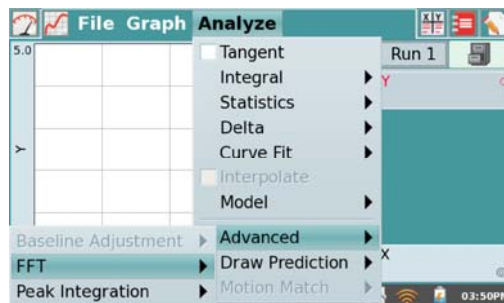 File Graph Analyze
X Y
5.0
Y
Tangent
Integral
Statistics
Delta
Curve Fit
Interpolate
Model
Advanced
Draw Prediction
Motion Match
Baseline Adjustment
FFT
Peak Integration
Run 1
Y
X
03:50PM